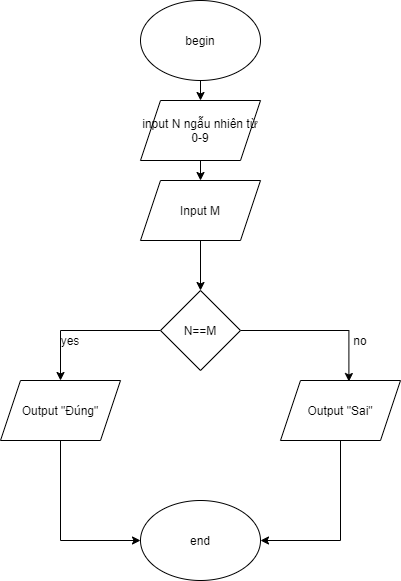 begin
input N ngẫu nhiên từ
0-9
Input M
N==M
yes
no
Output "Đúng"
Output "Sai"
end